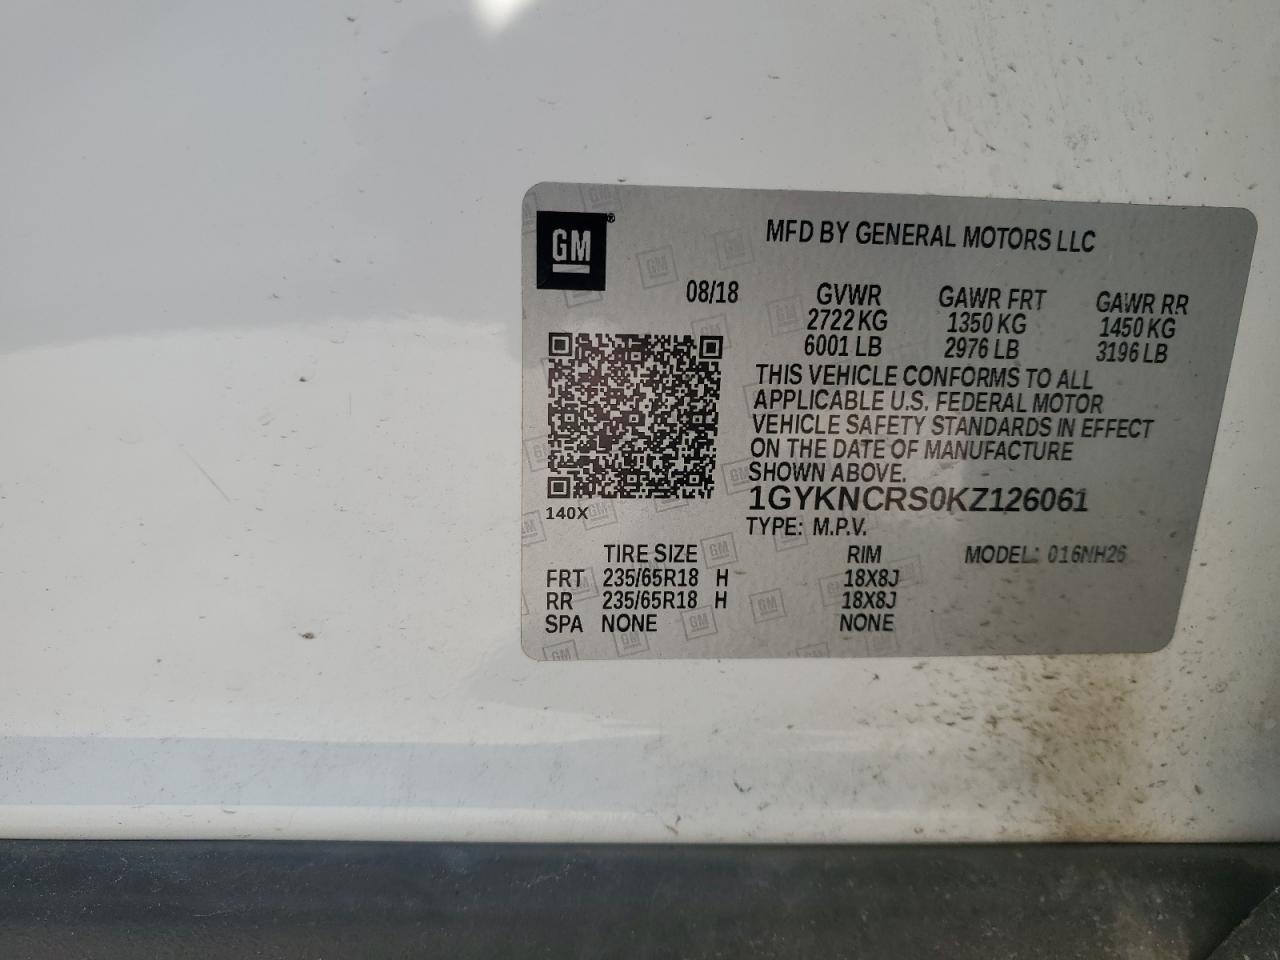 GM®
MFD BY GENERAL MOTORS LLC
08/18 GVWR GAWR FRT GAWR RR
2722 KG 1350 KG 1450 KG
6001 LB 2976 LB 3196 LB
THIS VEHICLE CONFORMS TO ALL
APPLICABLE U.S. FEDERAL MOTOR
VEHICLE SAFETY STANDARDS IN EFFECT
ON THE DATE OF MANUFACTURE
SHOWN ABOVE.
1GYKNCRS0KZ126061
140X
TYPE: M.P.V.
TIRE SIZE RIM MODEL: 016NH26
FRT 235/65R18 H 18X8J
RR 235/65R18 H 18X8J
SPA NONE NONE